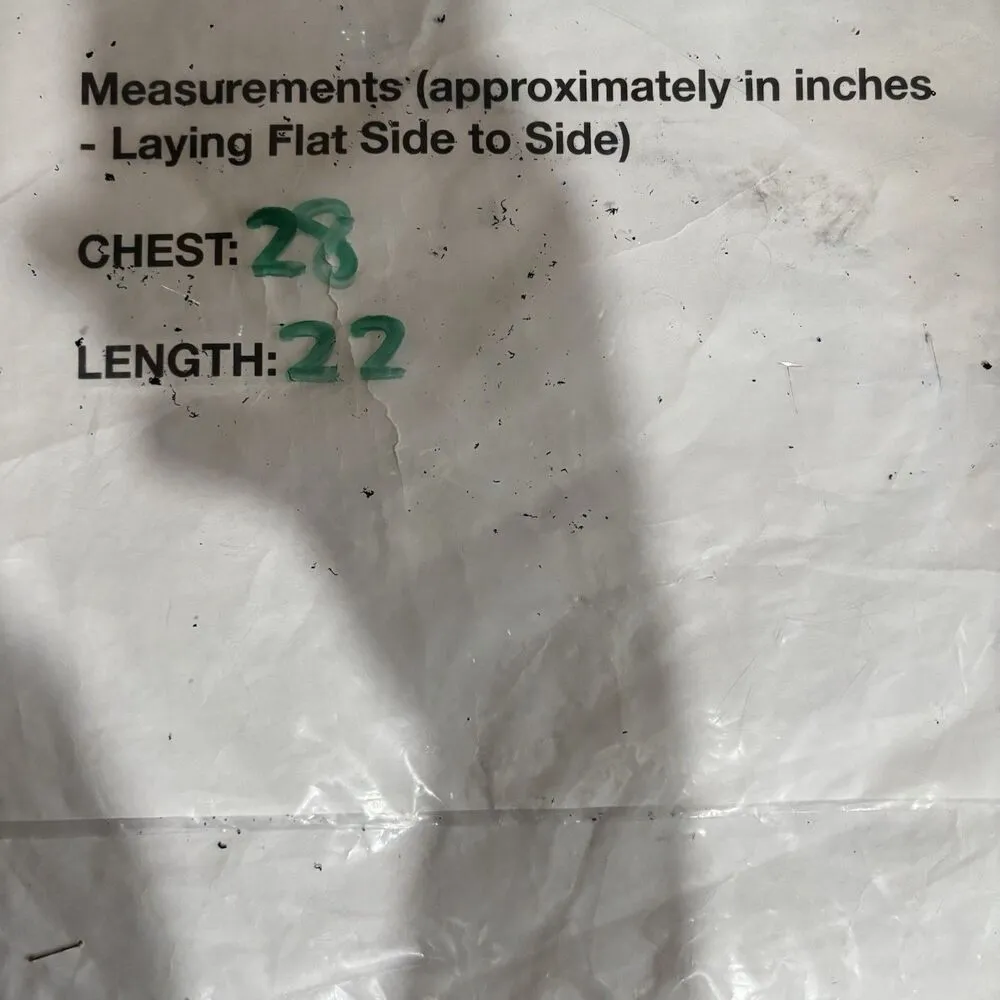 Measurements (approximately in inches
- Laying Flat Side to Side)
CHEST: 28
LENGTH: 22